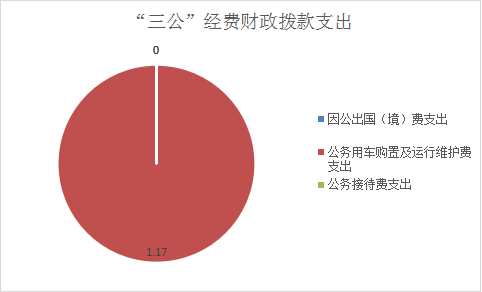 “三公”经费财政拨款支出
0
1.17
因公出国（境）费支出
公务用车购置及运行维护费
支出
公务接待费支出